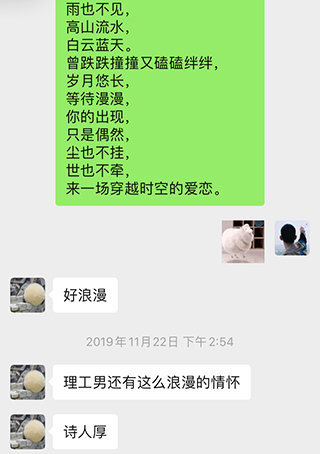 雨也不见，
高山流水，
白云蓝天。
曾跌跌撞撞又磕磕绊绊，
岁月悠长，
等待漫漫，
你的出现，
只是偶然，
尘也不挂，
世也不牵，
来一场穿越时空的爱恋。
好浪漫
2019年11月22日 下午2:54
理工男还有这么浪漫的情怀
诗人厚